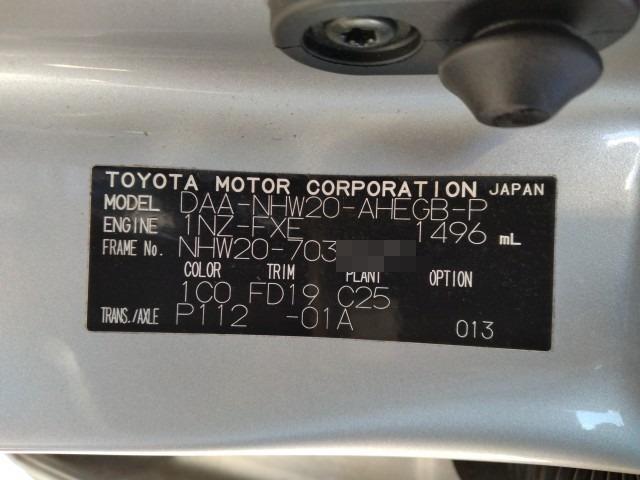 TOYOTA MOTOR CORPORATION JAPAN
MODEL DAA-NHW20-AHEGB-P
ENGINE 1NZ-FXE 1496 mL
FRAME No. NHW20-703
COLOR TRIM PLANT OPTION
1C0 FD19 C25
TRANS./AXLE P112 -01A 013